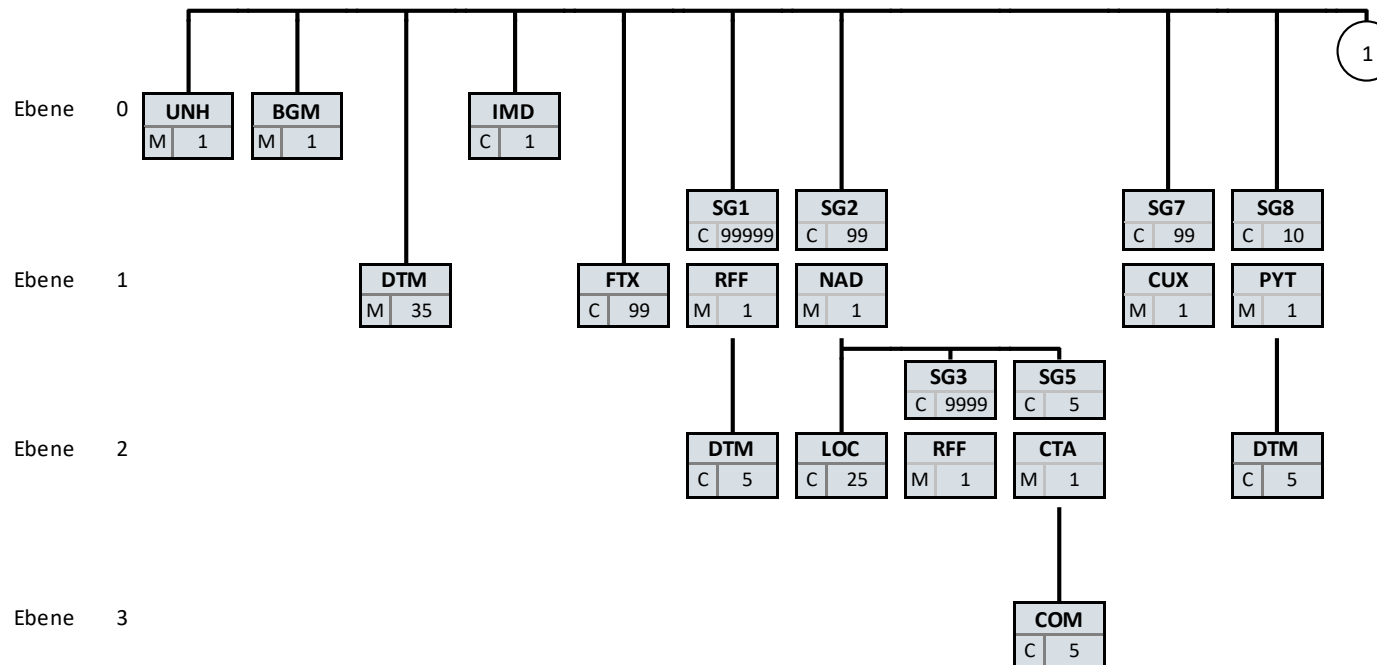 1
Ebene 0 UNH BGM IMD
M 1 M 1 C 1
SG1 SG2 SG7 SG8
C 99999 C 99 C 99 C 10
Ebene 1 DTM FTX RFF NAD CUX PYT
M 35 C 99 M 1 M 1 M 1 M 1
SG3 SG5
C 9999 C 5
Ebene 2 DTM LOC RFF CTA DTM
C 5 C 25 M 1 M 1 C 5
Ebene 3 COM
C 5